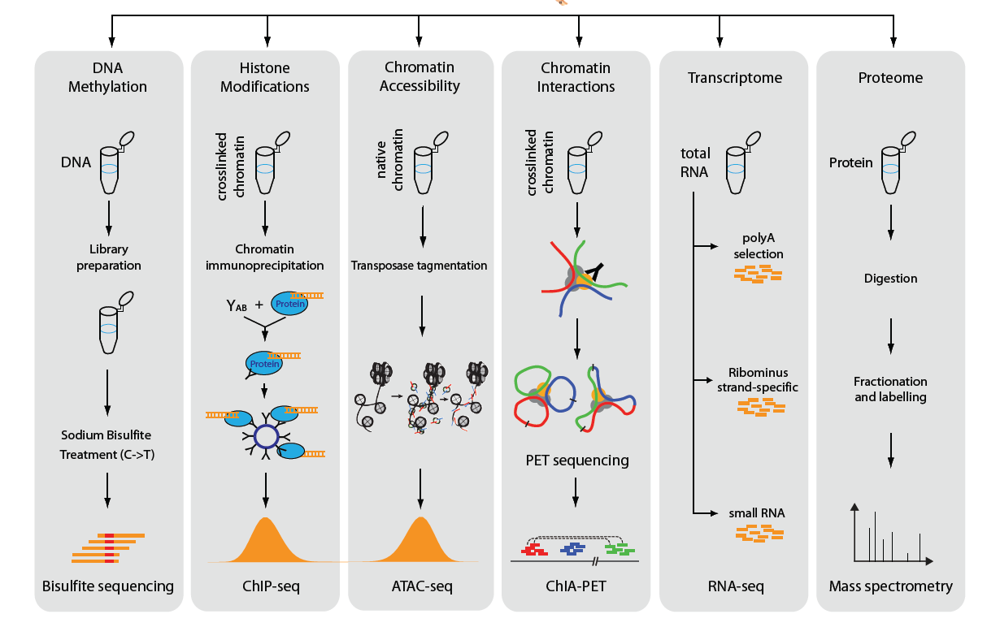 DNA
Methylation
DNA
Library
preparation
Sodium Bisulfite
Treatment (C->T)
Bisulfite sequencing
Histone
Modifications
crosslinked
chromatin
Chromatin
immunoprecipitation
YAB + Protein
Protein
ChIP-seq
Chromatin
Accessibility
native
chromatin
Transposase tagmentation
ATAC-seq
Chromatin
Interactions
crosslinked
chromatin
PET sequencing
ChIA-PET
Transcriptome
total
RNA
polyA
selection
Ribominus
strand-specific
small RNA
RNA-seq
Proteome
Protein
Digestion
Fractionation
and labelling
Mass spectrometry